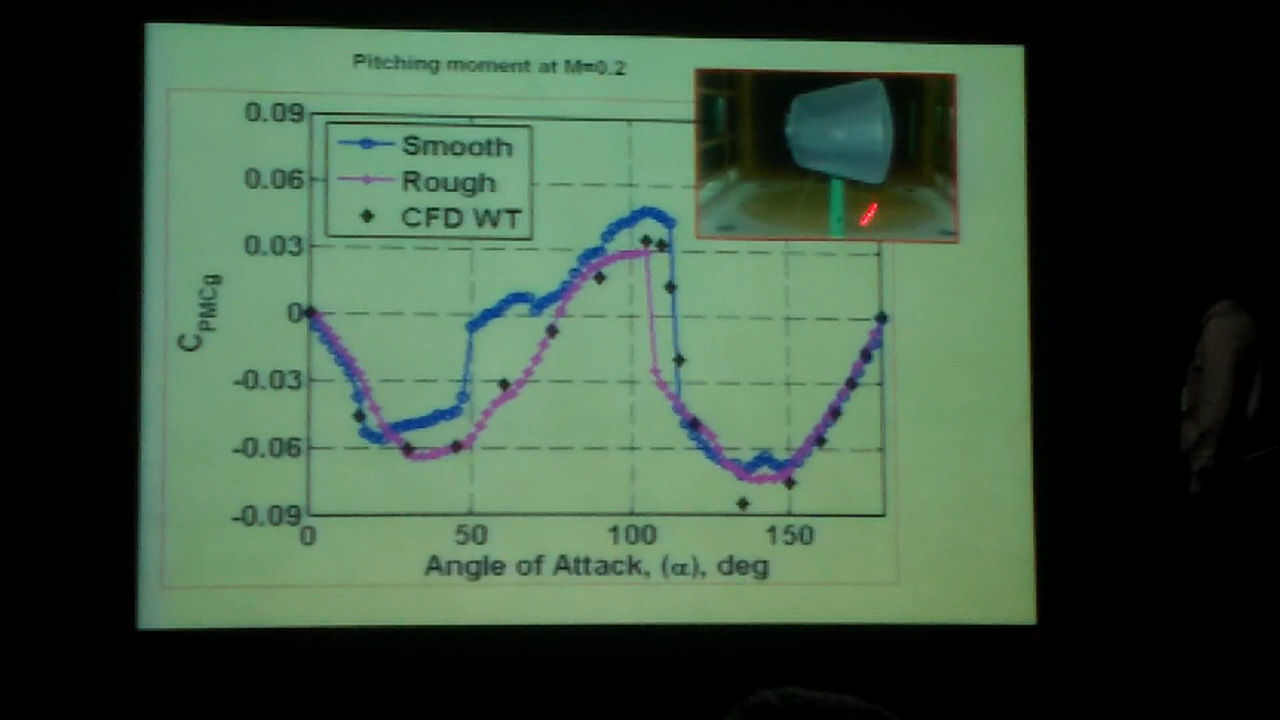 Pitching moment at M=0.2
0.09
0.06
0.03
0
-0.03
-0.06
-0.09
C_PMCg
Smooth
Rough
CFD WT
0
50
100
150
Angle of Attack, (α), deg